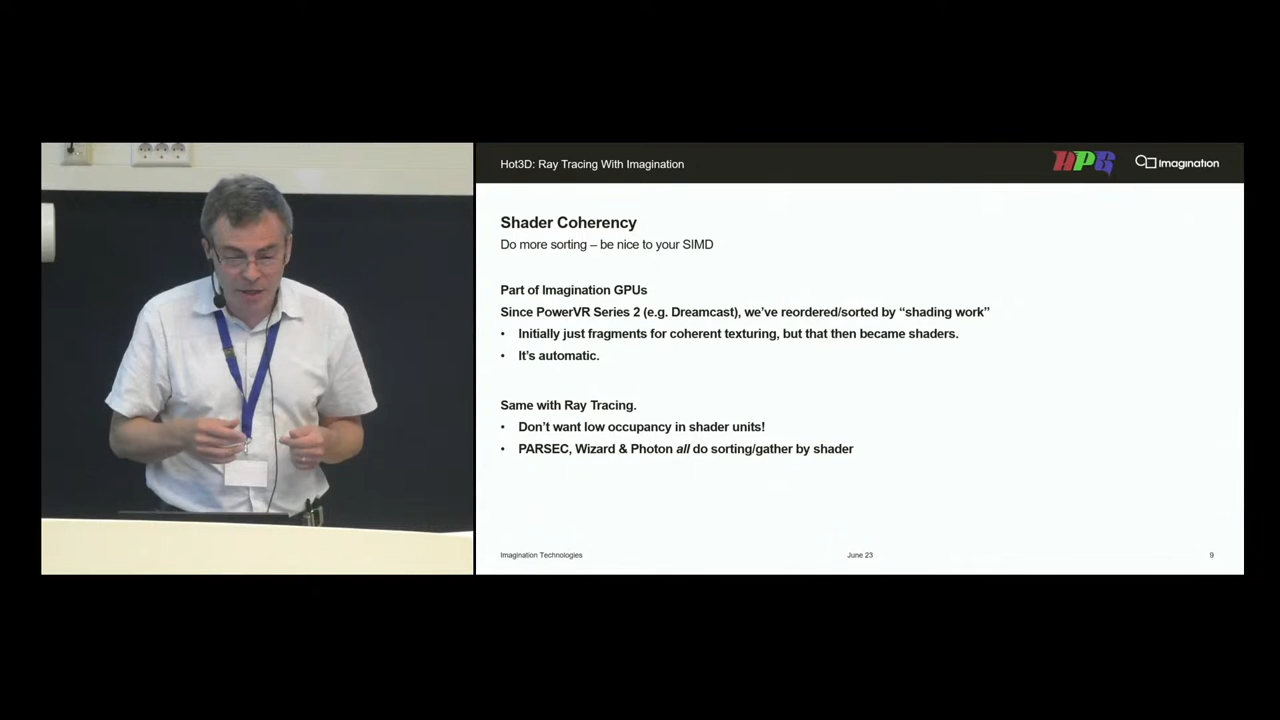 Hot3D: Ray Tracing With Imagination
HPG
Imagination
Shader Coherency
Do more sorting – be nice to your SIMD
Part of Imagination GPUs
Since PowerVR Series 2 (e.g. Dreamcast), we’ve reordered/sorted by “shading work”
• Initially just fragments for coherent texturing, but that then became shaders.
• It’s automatic.
Same with Ray Tracing.
• Don’t want low occupancy in shader units!
• PARSEC, Wizard & Photon all do sorting/gather by shader
Imagination Technologies
June 23
9